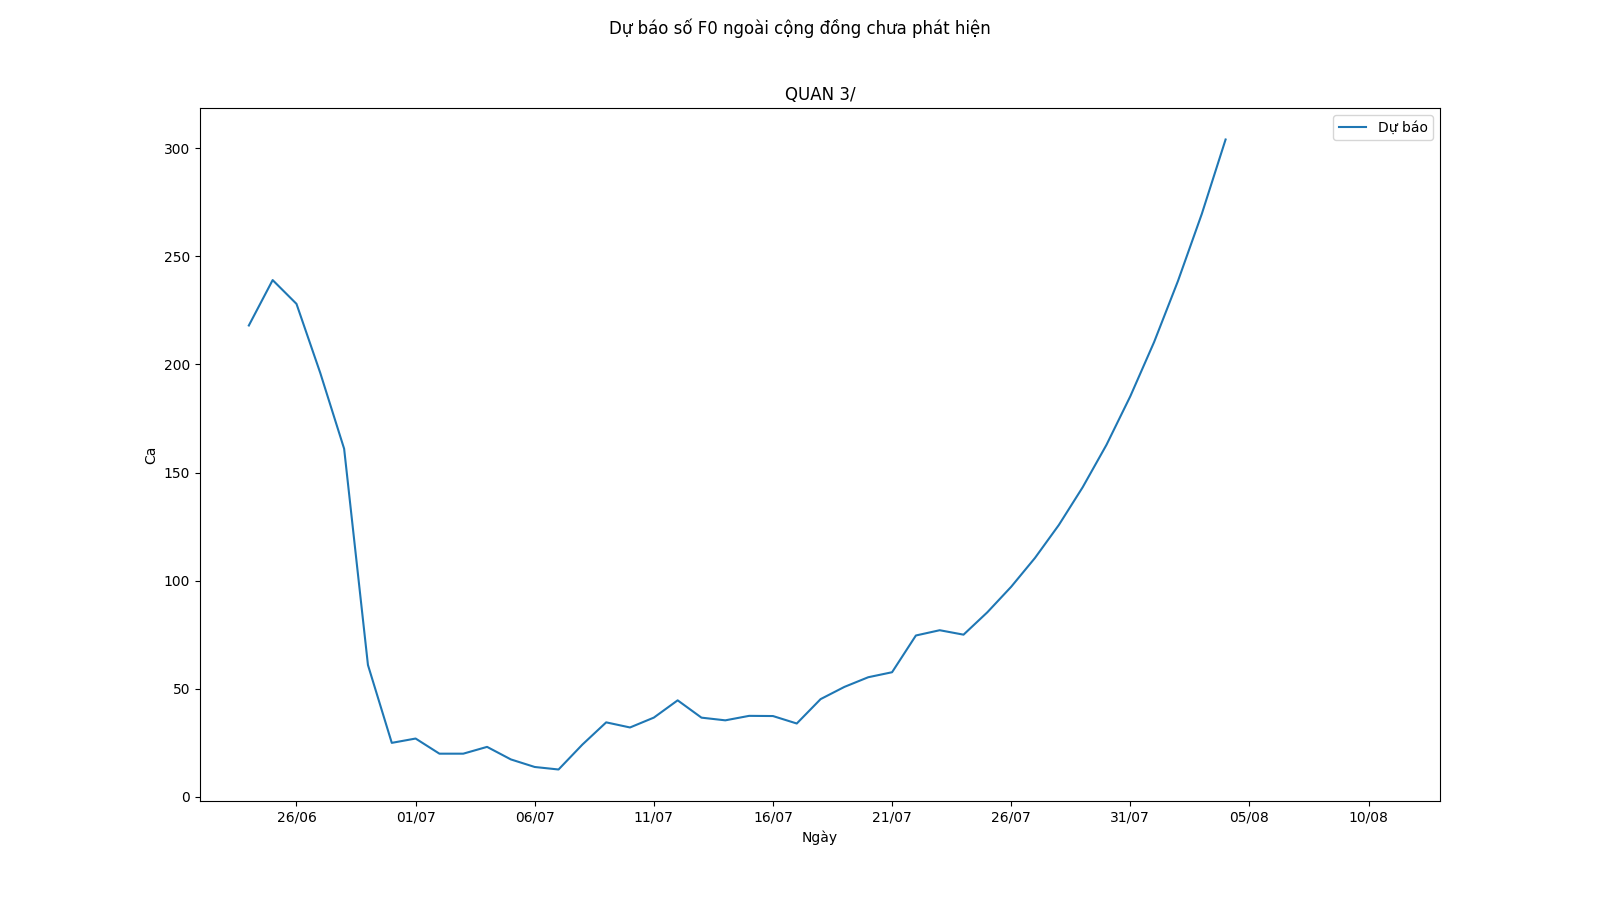 Dự báo số F0 ngoài cộng đồng chưa phát hiện
QUAN 3/
Dự báo
300
250
200
150
100
50
0
Ca
26/06 01/07 06/07 11/07 16/07 21/07 26/07 31/07 05/08 10/08
Ngày